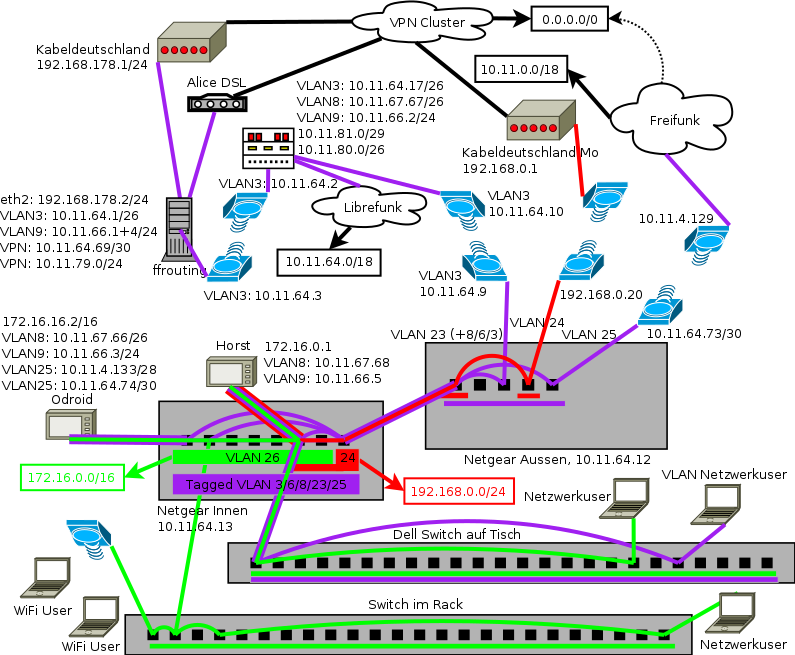 VPN Cluster
0.0.0.0/0
Kabeldeutschland
192.168.178.1/24
Alice DSL
VLAN3: 10.11.64.17/26
VLAN8: 10.11.67.67/26
VLAN9: 10.11.66.2/24
10.11.81.0/29
10.11.80.0/26
10.11.0.0/18
Freifunk
Kabeldeutschland Mo
192.168.0.1
VLAN3: 10.11.64.2
Librefunk
VLAN3
10.11.64.10
10.11.4.129
eth2: 192.168.178.2/24
VLAN3: 10.11.64.1/26
VLAN9: 10.11.66.1+4/24
VPN: 10.11.64.69/30
VPN: 10.11.79.0/24
ffrouting
10.11.64.0/18
VLAN3: 10.11.64.3
VLAN3
10.11.64.9
192.168.0.20
10.11.64.73/30
172.16.16.2/16
VLAN8: 10.11.67.66/26
VLAN9: 10.11.66.3/24
VLAN25: 10.11.4.133/28
VLAN25: 10.11.64.74/30
Odroid
Horst
172.16.0.1
VLAN8: 10.11.67.68
VLAN9: 10.11.66.5
VLAN 23 (+8/6/3)
VLAN 24
VLAN 25
VLAN 26
24
Tagged VLAN 3/6/8/23/25
172.16.0.0/16
192.168.0.0/24
Netgear Innen
10.11.64.13
Netgear Aussen, 10.11.64.12
Netzwerkuser
VLAN Netzwerkuser
Dell Switch auf Tisch
WiFi User
WiFi User
Switch im Rack
Netzwerkuser